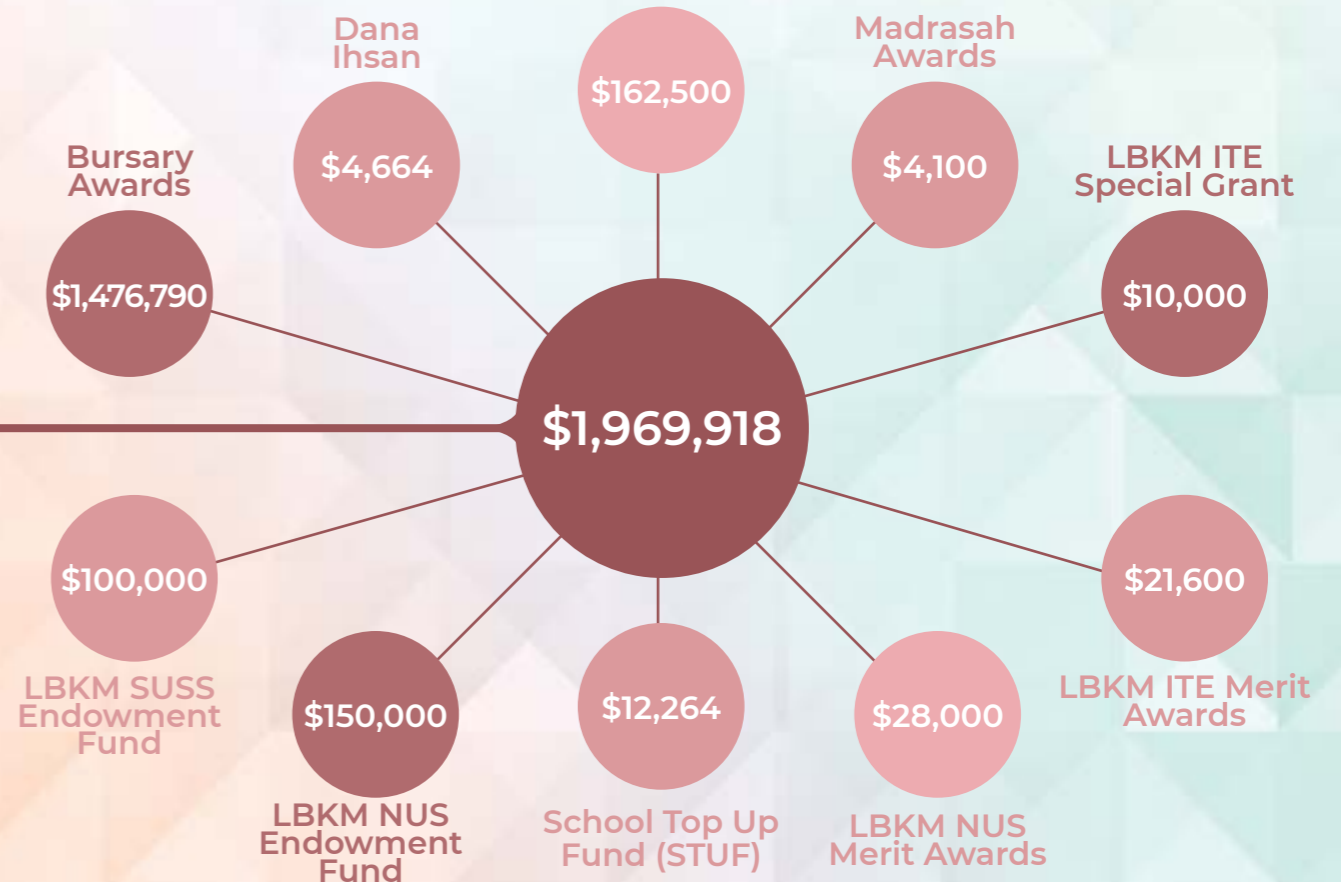 Dana
Ihsan
$4,664
$162,500
Madrasah
Awards
$4,100
Bursary
Awards
$1,476,790
LBKM ITE
Special Grant
$10,000
$1,969,918
$100,000
LBKM SUSS
Endowment
Fund
$150,000
LBKM NUS
Endowment
Fund
$12,264
School Top Up
Fund (STUF)
$28,000
LBKM NUS
Merit Awards
$21,600
LBKM ITE Merit
Awards